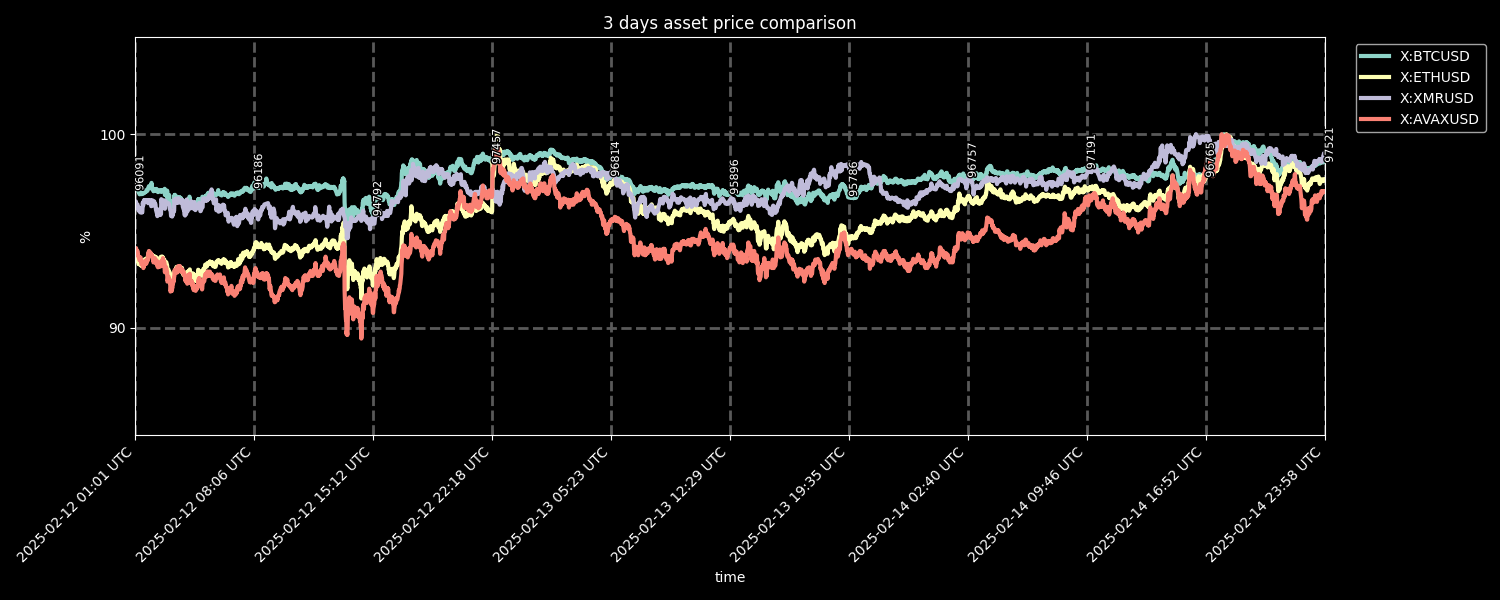 3 days asset price comparison
X:BTCUSD
X:ETHUSD
X:XMRUSD
X:AVAXUSD
100
90
%
96091
96186
94792
97457
96814
95896
95786
96757
97191
96765
97521
2025-02-12 01:01 UTC
2025-02-12 08:06 UTC
2025-02-12 15:12 UTC
2025-02-12 22:18 UTC
2025-02-13 05:23 UTC
2025-02-13 12:29 UTC
2025-02-13 19:35 UTC
2025-02-14 02:40 UTC
2025-02-14 09:46 UTC
2025-02-14 16:52 UTC
2025-02-14 23:58 UTC
time